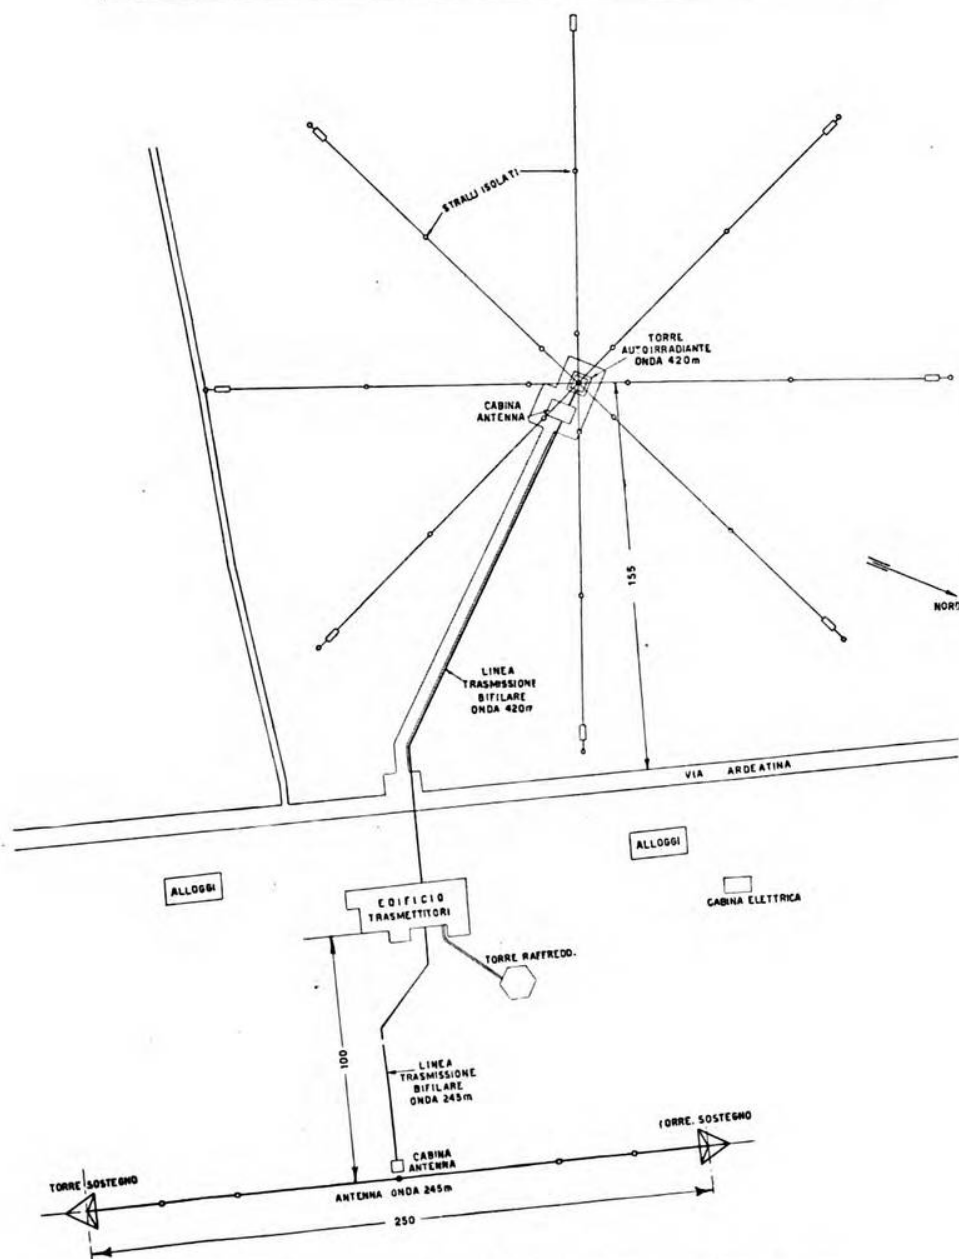 STRALLI ISOLATI
TORRE
AUTOIRRADIANTE
ONDA 420m
CABINA
ANTENNA
155
NORD
LINEA
TRASMISSIONE
BIFILARE
ONDA 420m
VIA ARDEATINA
ALLOGGI
ALLOGGI
EDIFICIO
TRASMETTITORI
CABINA ELETTRICA
TORRE RAFFREDD.
100
LINEA
TRASMISSIONE
BIFILARE
ONDA 245m
TORRE SOSTEGNO
CABINA
ANTENNA
TORRE SOSTEGNO
ANTENNA ONDA 245m
250